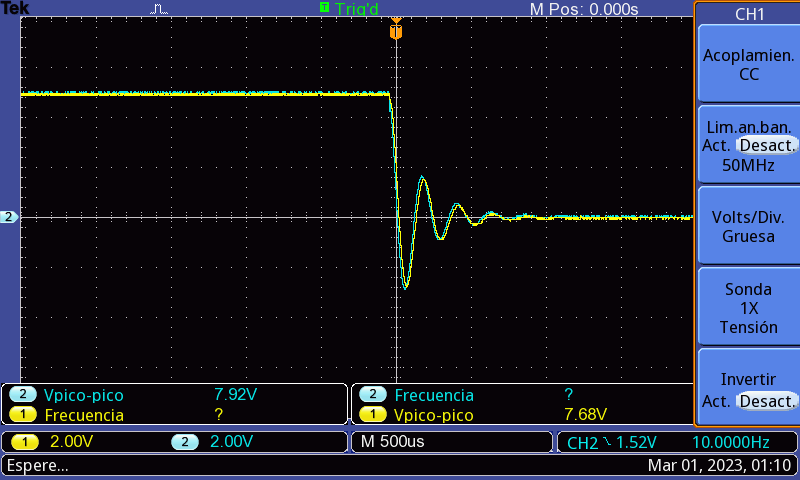 Tek T Trig'd M Pos: 0.000s CH1
T
Acoplamien.
CC
Lim.an.ban.
Act. Desact.
50MHz
2
Volts/Div.
Gruesa
Sonda
1X
Tensión
Invertir
Act. Desact.
2 Vpico-pico 7.92V 2 Frecuencia ?
1 Frecuencia ? 1 Vpico-pico 7.68V
1 2.00V 2 2.00V M 500us CH2 1.52V 10.0000Hz
Espere... Mar 01, 2023, 01:10